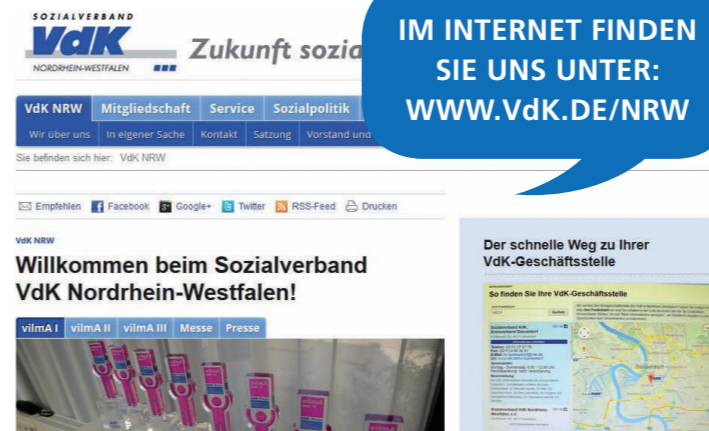 SOZIALVERBAND
VdK
NORDRHEIN-WESTFALEN
Zukunft sozia
IM INTERNET FINDEN
SIE UNS UNTER:
WWW.VdK.DE/NRW
VdK NRW Mitgliedschaft Service Sozialpolitik
Wir über uns In eigener Sache Kontakt Satzung Vorstand und
Sie befinden sich hier: VdK NRW
Empfehlen Facebook Google+ Twitter RSS-Feed Drucken
VdK NRW
Willkommen beim Sozialverband
VdK Nordrhein-Westfalen!
vilmA I vilmA II vilmA III Messe Presse
Der schnelle Weg zu Ihrer
VdK-Geschäftsstelle
So finden Sie Ihre VdK-Geschäftsstelle
Düsseldorf